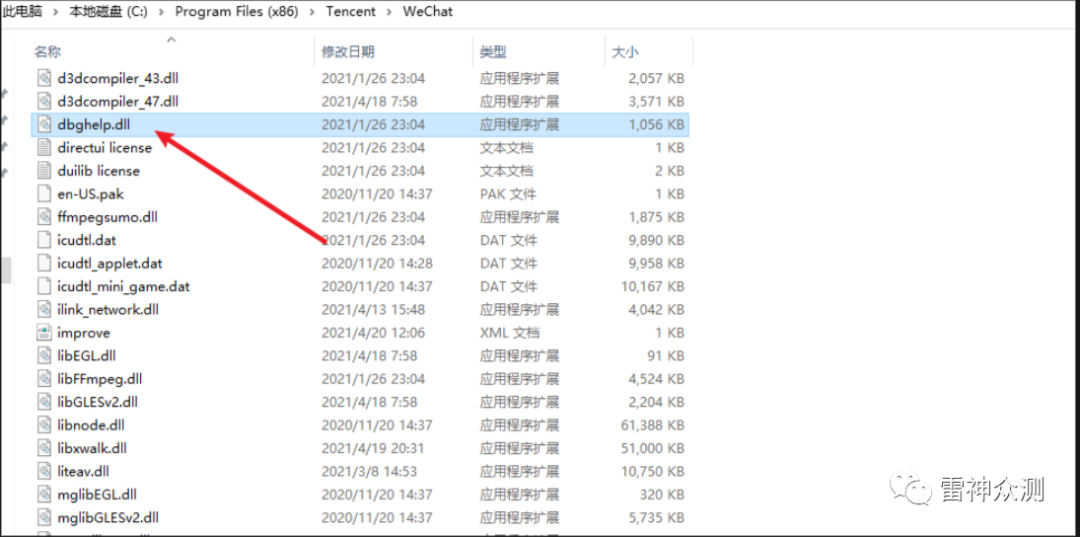 此电脑 › 本地磁盘 (C:) › Program Files (x86) › Tencent › WeChat
名称 修改日期 类型 大小
d3dcompiler_43.dll 2021/1/26 23:04 应用程序扩展 2,057 KB
d3dcompiler_47.dll 2021/4/18 7:58 应用程序扩展 3,571 KB
dbghelp.dll 2021/1/26 23:04 应用程序扩展 1,056 KB
directui license 2021/1/26 23:04 文本文档 1 KB
duilib license 2021/1/26 23:04 文本文档 2 KB
en-US.pak 2020/11/20 14:37 PAK 文件 1 KB
ffmpegsumo.dll 2021/1/26 23:04 应用程序扩展 1,875 KB
icudtl.dat 2021/1/26 23:04 DAT 文件 9,890 KB
icudtl_applet.dat 2020/11/20 14:28 DAT 文件 9,958 KB
icudtl_mini_game.dat 2020/11/20 14:37 DAT 文件 10,167 KB
ilink_network.dll 2021/4/13 15:48 应用程序扩展 4,042 KB
improve 2021/4/20 12:06 XML 文档 1 KB
libEGL.dll 2021/4/18 7:58 应用程序扩展 91 KB
libFFmpeg.dll 2021/1/26 23:04 应用程序扩展 4,524 KB
libGLESv2.dll 2021/4/18 7:58 应用程序扩展 2,204 KB
libnode.dll 2020/11/20 14:37 应用程序扩展 61,388 KB
libxwalk.dll 2021/4/19 20:31 应用程序扩展 51,000 KB
liteav.dll 2021/3/8 14:53 应用程序扩展 10,750 KB
mglibEGL.dll 2020/11/20 14:37 应用程序扩展 320 KB
mglibGLESv2.dll 2020/11/20 14:37 应用程序扩展 5,735 KB
雷神众测